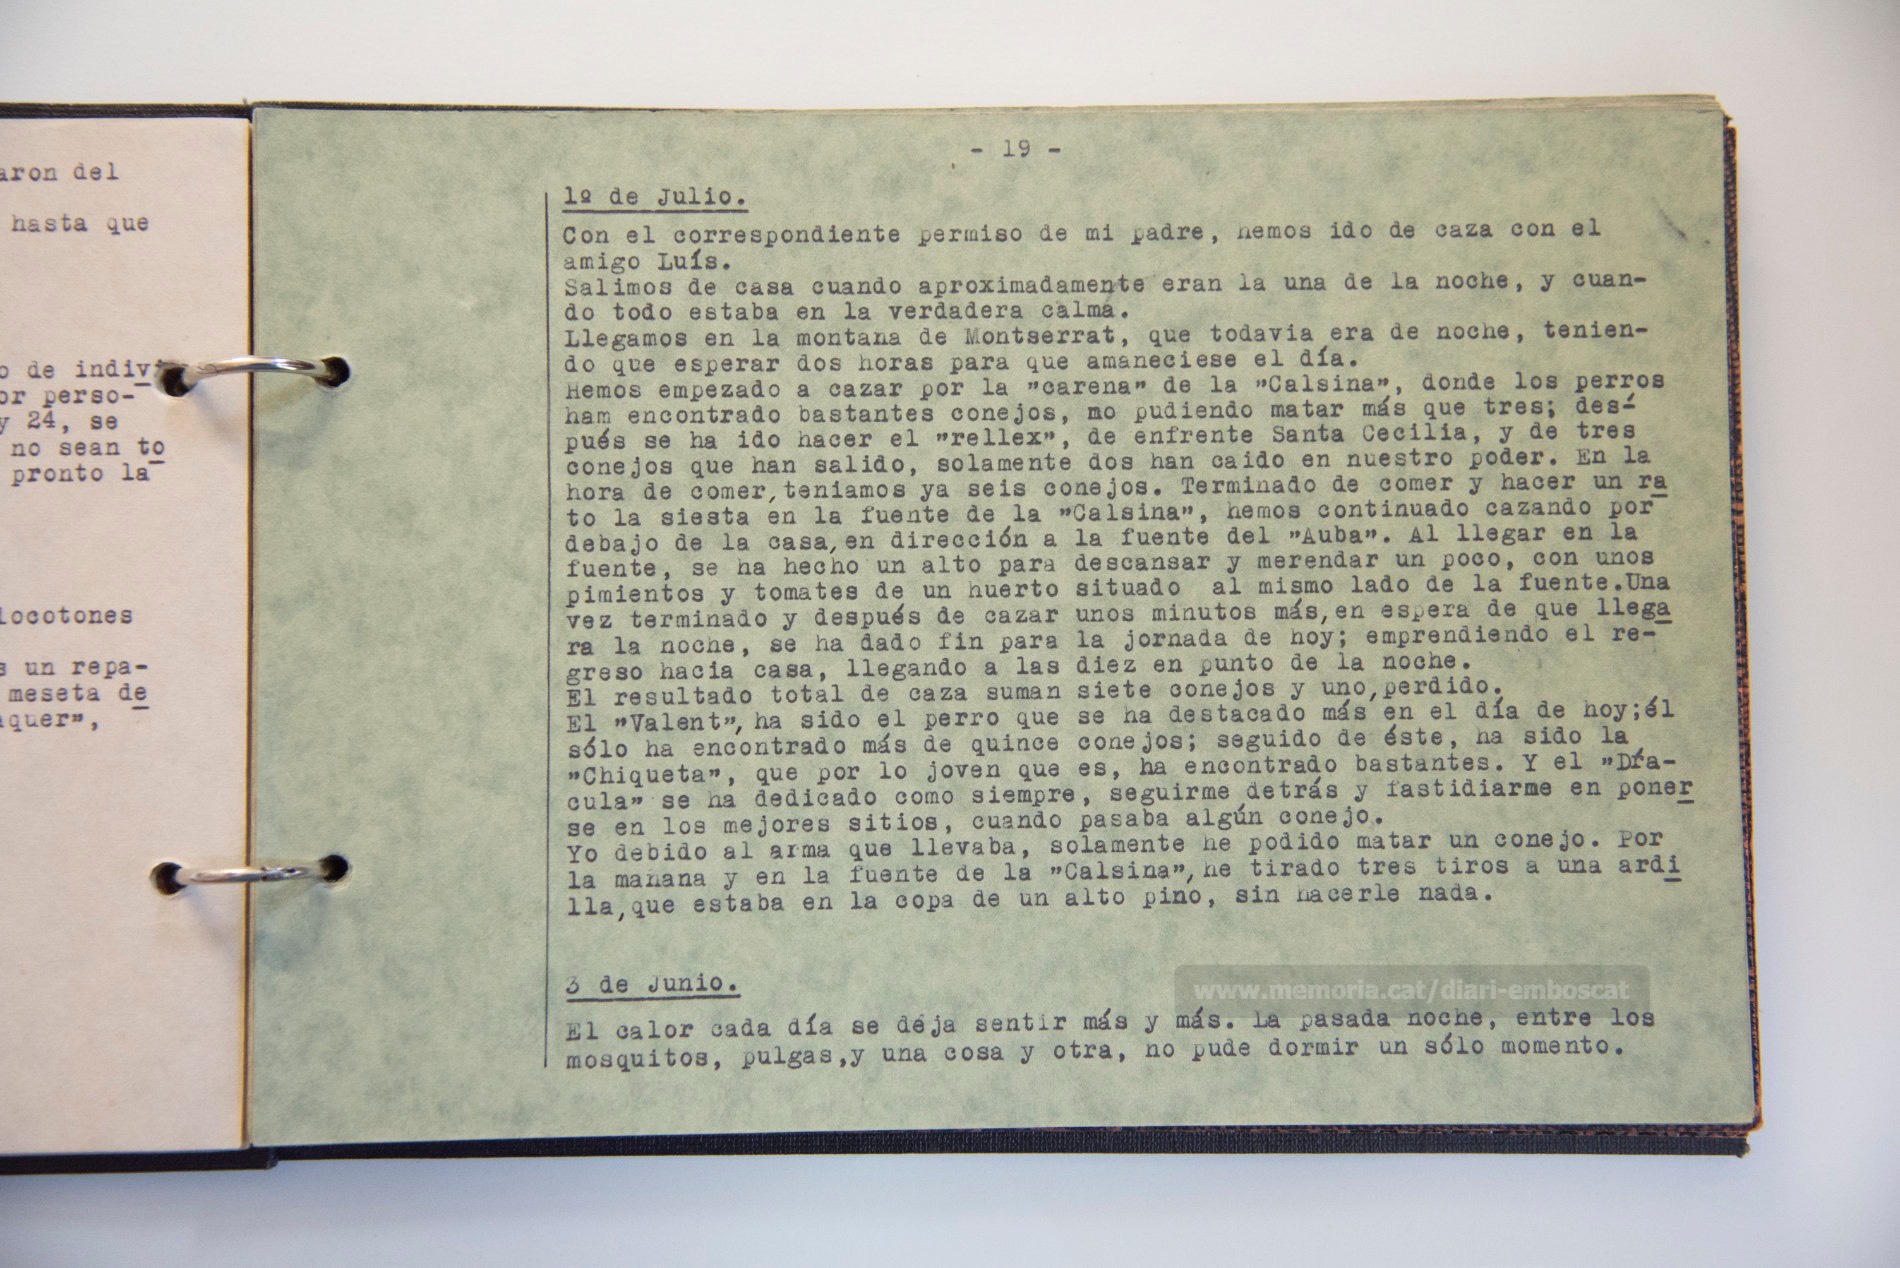 aron del
hasta que
o de indivi
or perso-
y 24, se
no sean to
pronto la
locotones
s un repa-
meseta de
aquer",
- 19 -
1º de Julio.
Con el correspondiente permiso de mi padre, hemos ido de caza con el
amigo Luís.
Salimos de casa cuando aproximadamente eran la una de la noche, y cuan-
do todo estaba en la verdadera calma.
Llegamos en la montana de Montserrat, que todavia era de noche, tenien-
do que esperar dos horas para que amaneciese el día.
Hemos empezado a cazar por la "carena" de la "Calsina", donde los perros
ham encontrado bastantes conejos, mo pudiendo matar más que tres; des-
pués se ha ido hacer el "rellex", de enfrente Santa Cecilia, y de tres
conejos que han salido, solamente dos han caido en nuestro poder. En la
hora de comer, teniamos ya seis conejos. Terminado de comer y hacer un ra
to la siesta en la fuente de la "Calsina", hemos continuado cazando por
debajo de la casa, en dirección a la fuente del "Auba". Al llegar en la
fuente, se ha hecho un alto para descansar y merendar un poco, con unos
pimientos y tomates de un huerto situado  al mismo lado de la fuente.Una
vez terminado y después de cazar unos minutos más, en espera de que llega
ra la noche, se ha dado fin para la jornada de hoy; emprendiendo el re-
greso hacia casa, llegando a las diez en punto de la noche.
El resultado total de caza suman siete conejos y uno, perdido.
El "Valent", ha sido el perro que se ha destacado más en el día de hoy;él
sólo ha encontrado más de quince conejos; seguido de éste, ha sido la
"Chiqueta", que por lo joven que es, ha encontrado bastantes. Y el "Drá-
cula" se ha dedicado como siempre, seguirme detrás y fastidiarme en poner
se en los mejores sitios, cuando pasaba algún conejo.
Yo debido al arma que llevaba, solamente he podido matar un conejo. Por
la mañana y en la fuente de la "Calsina", he tirado tres tiros a una ardi
lla, que estaba en la copa de un alto pino, sin hacerle nada.
3 de Junio.
www.memoria.cat/diari-emboscat
El calor cada día se deja sentir más y más. La pasada noche, entre los
mosquitos, pulgas,y una cosa y otra, no pude dormir un sólo momento.